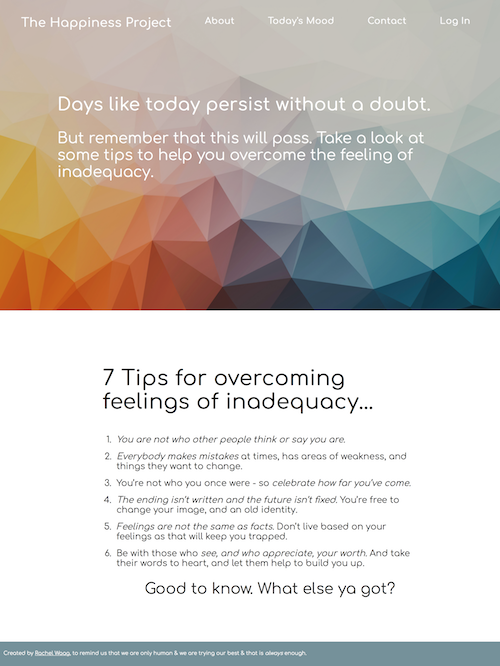 The Happiness Project About Today's Mood Contact Log In
Days like today persist without a doubt.
But remember that this will pass. Take a look at
some tips to help you overcome the feeling of
inadequacy.
7 Tips for overcoming
feelings of inadequacy...
1. You are not who other people think or say you are.
2. Everybody makes mistakes at times, has areas of weakness, and
things they want to change.
3. You're not who you once were - so celebrate how far you've come.
4. The ending isn't written and the future isn't fixed. You're free to
change your image, and an old identity.
5. Feelings are not the same as facts. Don't live based on your
feelings as that will keep you trapped.
6. Be with those who see, and who appreciate, your worth. And take
their words to heart, and let them help to build you up.
Good to know. What else ya got?
Created by Rachel Waag, to remind us that we are only human & we are trying our best & that is always enough.